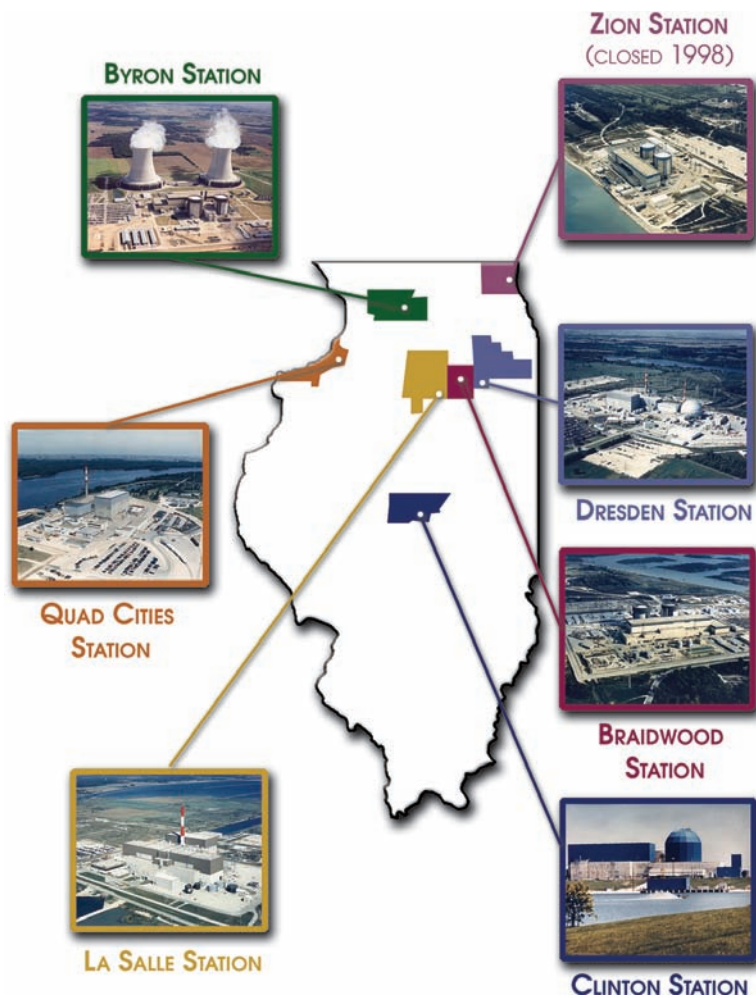 Zion Station
(closed 1998)
Byron Station
Dresden Station
Quad Cities
Station
Braidwood
Station
La Salle Station
Clinton Station